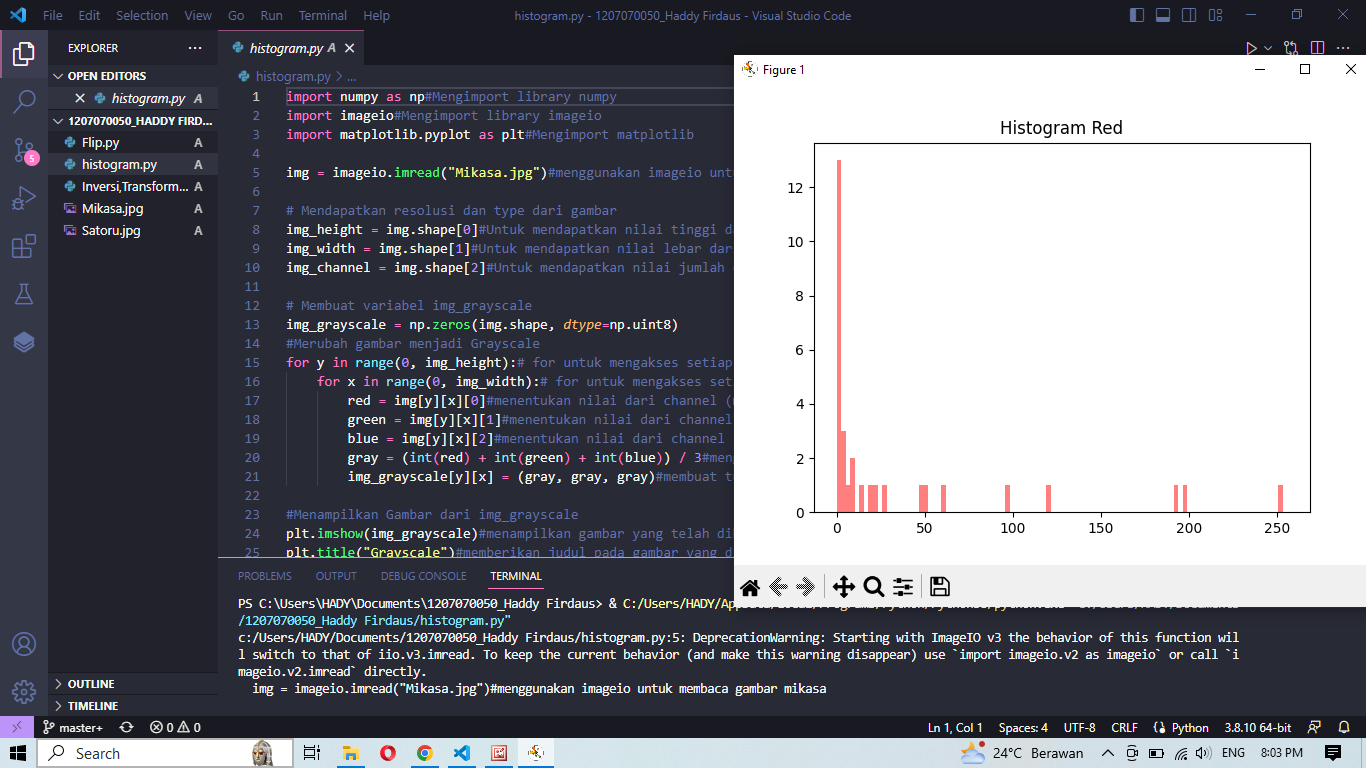 File Edit Selection View Go Run Terminal Help
histogram.py - 1207070050_Haddy Firdaus - Visual Studio Code
EXPLORER
OPEN EDITORS
histogram.py A
1207070050_HADDY FIRD...
Flip.py A
histogram.py A
Inversi,Transform... A
Mikasa.jpg A
Satoru.jpg A
OUTLINE
TIMELINE
5
histogram.py A
histogram.py > ...
1 import numpy as np#Mengimport library numpy
2 import imageio#Mengimport library imageio
3 import matplotlib.pyplot as plt#Mengimport matplotlib
4
5 img = imageio.imread("Mikasa.jpg")#menggunakan imageio unt
6
7 # Mendapatkan resolusi dan type dari gambar
8 img_height = img.shape[0]#Untuk mendapatkan nilai tinggi d
9 img_width = img.shape[1]#Untuk mendapatkan nilai lebar dar
10 img_channel = img.shape[2]#Untuk mendapatkan nilai jumlah
11
12 # Membuat variabel img_grayscale
13 img_grayscale = np.zeros(img.shape, dtype=np.uint8)
14 #Merubah gambar menjadi Grayscale
15 for y in range(0, img_height):# for untuk mengakses setiap
16 for x in range(0, img_width):# for untuk mengakses set
17 red = img[y][x][0]#menentukan nilai dari channel (
18 green = img[y][x][1]#menentukan nilai dari channel
19 blue = img[y][x][2]#menentukan nilai dari channel
20 gray = (int(red) + int(green) + int(blue)) / 3#men
21 img_grayscale[y][x] = (gray, gray, gray)#membuat t
22
23 #Menampilkan Gambar dari img_grayscale
24 plt.imshow(img_grayscale)#menampilkan gambar yang telah di
25 plt.title("Grayscale")#memberikan judul pada gambar yang d
Figure 1
Histogram Red
12
10
8
6
4
2
0
0 50 100 150 200 250
PROBLEMS OUTPUT DEBUG CONSOLE TERMINAL
PS C:\Users\HADY\Documents\1207070050_Haddy Firdaus> & C:/Users/HADY/
/1207070050_Haddy Firdaus/histogram.py"
c:/Users/HADY/Documents/1207070050_Haddy Firdaus/histogram.py:5: DeprecationWarning: Starting with ImageIO v3 the behavior of this function wil
l switch to that of iio.v3.imread. To keep the current behavior (and make this warning disappear) use `import imageio.v2 as imageio` or call `i
mageio.v2.imread` directly.
img = imageio.imread("Mikasa.jpg")#menggunakan imageio untuk membaca gambar mikasa
master+ 0 0 Ln 1, Col 1 Spaces: 4 UTF-8 CRLF Python 3.8.10 64-bit
Search 24°C Berawan ENG 8:03 PM